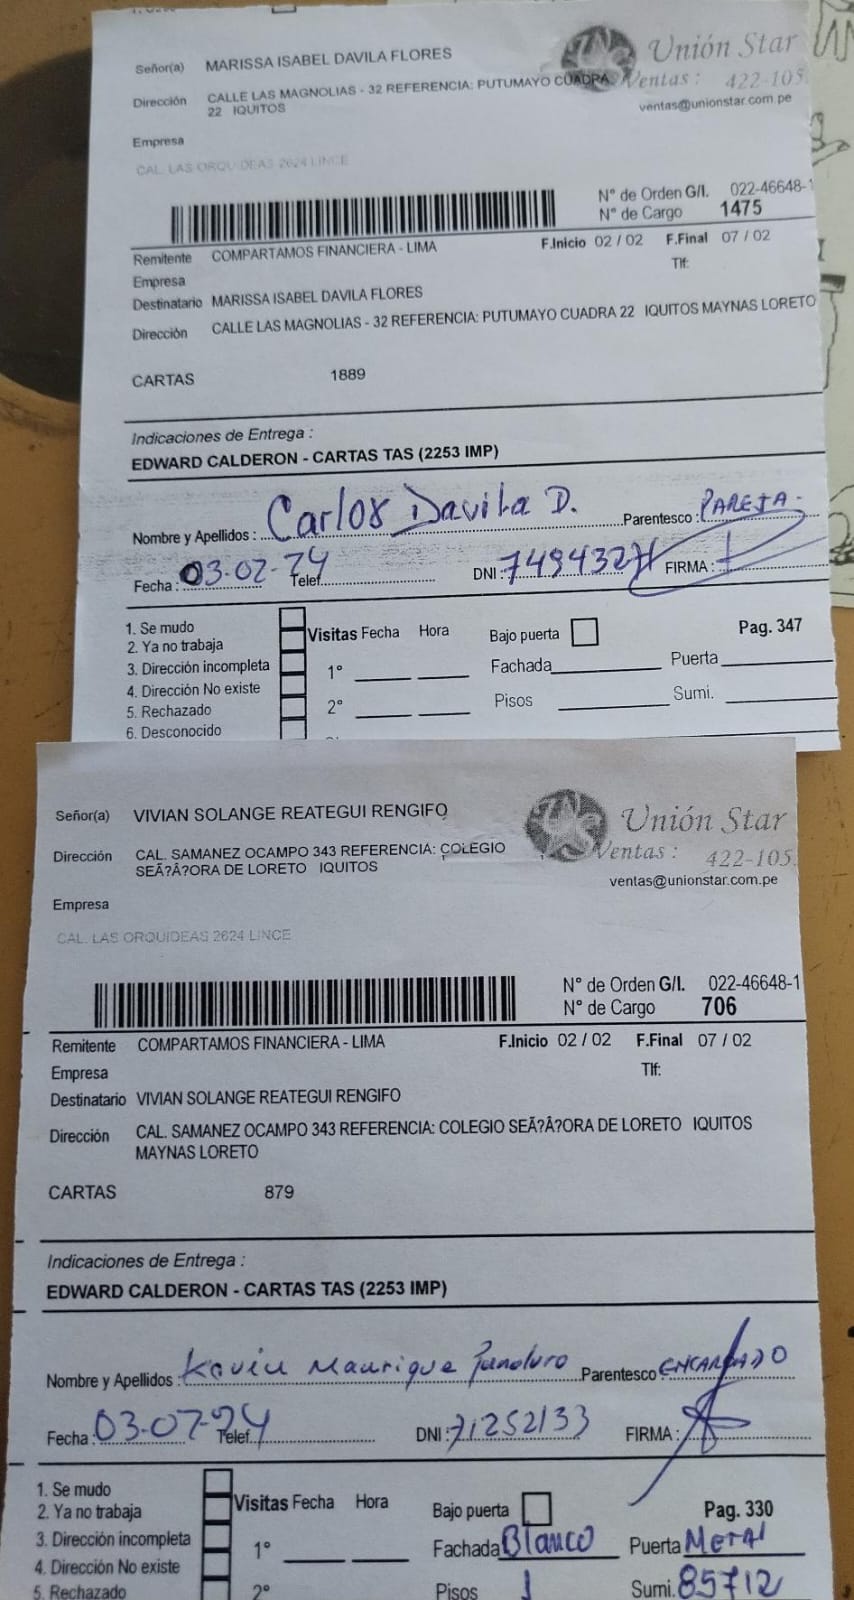 Señor(a) MARISSA ISABEL DAVILA FLORES
Unión Star
Dirección CALLE LAS MAGNOLIAS - 32 REFERENCIA: PUTUMAYO CUADRA
22 IQUITOS
Ventas: 422-105
ventas@unionstar.com.pe
Empresa
CAL. LAS ORQUIDEAS 2624 LINCE
N° de Orden G/I. 022-46648-1
N° de Cargo 1475
Remitente COMPARTAMOS FINANCIERA - LIMA F.Inicio 02 / 02 F.Final 07 / 02
Empresa Tlf:
Destinatario MARISSA ISABEL DAVILA FLORES
Dirección CALLE LAS MAGNOLIAS - 32 REFERENCIA: PUTUMAYO CUADRA 22 IQUITOS MAYNAS LORETO
CARTAS 1889
Indicaciones de Entrega :
EDWARD CALDERON - CARTAS TAS (2253 IMP)
Nombre y Apellidos : Carlos Davila D. Parentesco : PAREJA.
Fecha : 03-02-24 Telef. DNI : 74943271 FIRMA :
1. Se mudo
2. Ya no trabaja
3. Dirección incompleta
4. Dirección No existe
5. Rechazado
6. Desconocido
Visitas Fecha Hora
1°
2°
Bajo puerta Pag. 347
Fachada Puerta
Pisos Sumi.
Señor(a) VIVIAN SOLANGE REATEGUI RENGIFO
Unión Star
Dirección CAL. SAMANEZ OCAMPO 343 REFERENCIA: COLEGIO
SEÃ?Â?ORA DE LORETO IQUITOS
Ventas : 422-105
ventas@unionstar.com.pe
Empresa
CAL. LAS ORQUIDEAS 2624 LINCE
N° de Orden G/I. 022-46648-1
N° de Cargo 706
Remitente COMPARTAMOS FINANCIERA - LIMA F.Inicio 02 / 02 F.Final 07 / 02
Empresa Tlf:
Destinatario VIVIAN SOLANGE REATEGUI RENGIFO
Dirección CAL. SAMANEZ OCAMPO 343 REFERENCIA: COLEGIO SEÃ?Â?ORA DE LORETO IQUITOS
MAYNAS LORETO
CARTAS 879
Indicaciones de Entrega :
EDWARD CALDERON - CARTAS TAS (2253 IMP)
Nombre y Apellidos : Manrique Parentesco ENCARGADO
Fecha : 03-02-24 Telef. DNI : 71252133 FIRMA :
1. Se mudo
2. Ya no trabaja
3. Dirección incompleta
4. Dirección No existe
5. Rechazado
Visitas Fecha Hora
1°
2°
Bajo puerta Pag. 330
Fachada Blanco Puerta Metal
Pisos 1 Sumi. 85712